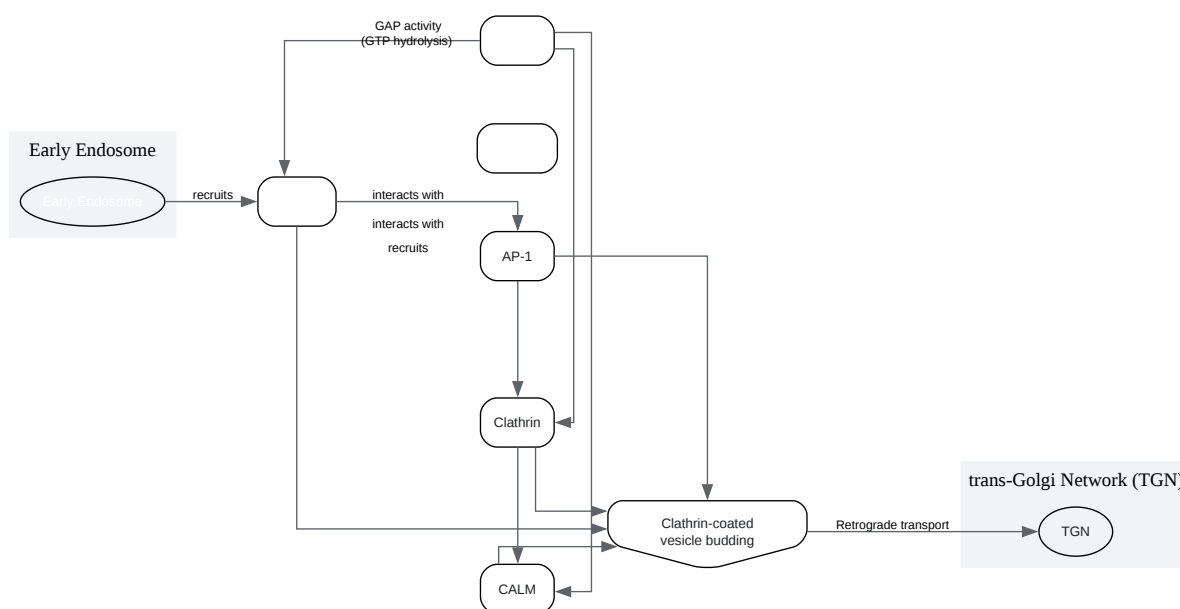 GAP activity
(GTP hydrolysis)
Early Endosome
Early Endosome
recruits
interacts with
interacts with
recruits
AP-1
Clathrin
Clathrin-coated
vesicle budding
Retrograde transport
trans-Golgi Network (TGN)
TGN
CALM